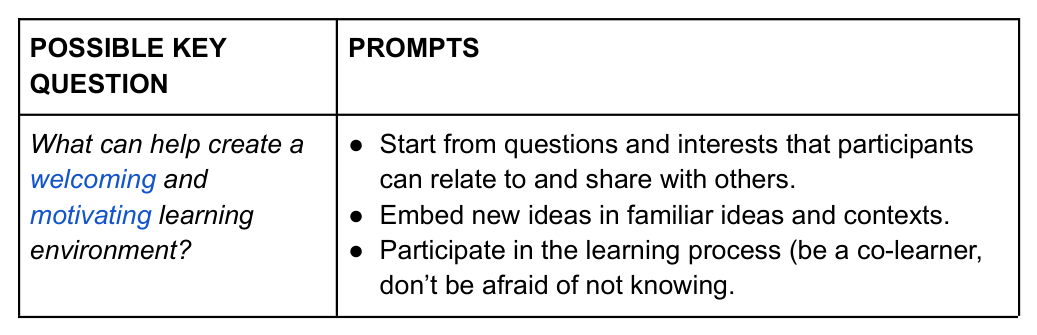 POSSIBLE KEY
QUESTION
PROMPTS
What can help create a
welcoming and
motivating learning
environment?
● Start from questions and interests that participants
can relate to and share with others.
● Embed new ideas in familiar ideas and contexts.
● Participate in the learning process (be a co-learner,
don’t be afraid of not knowing.